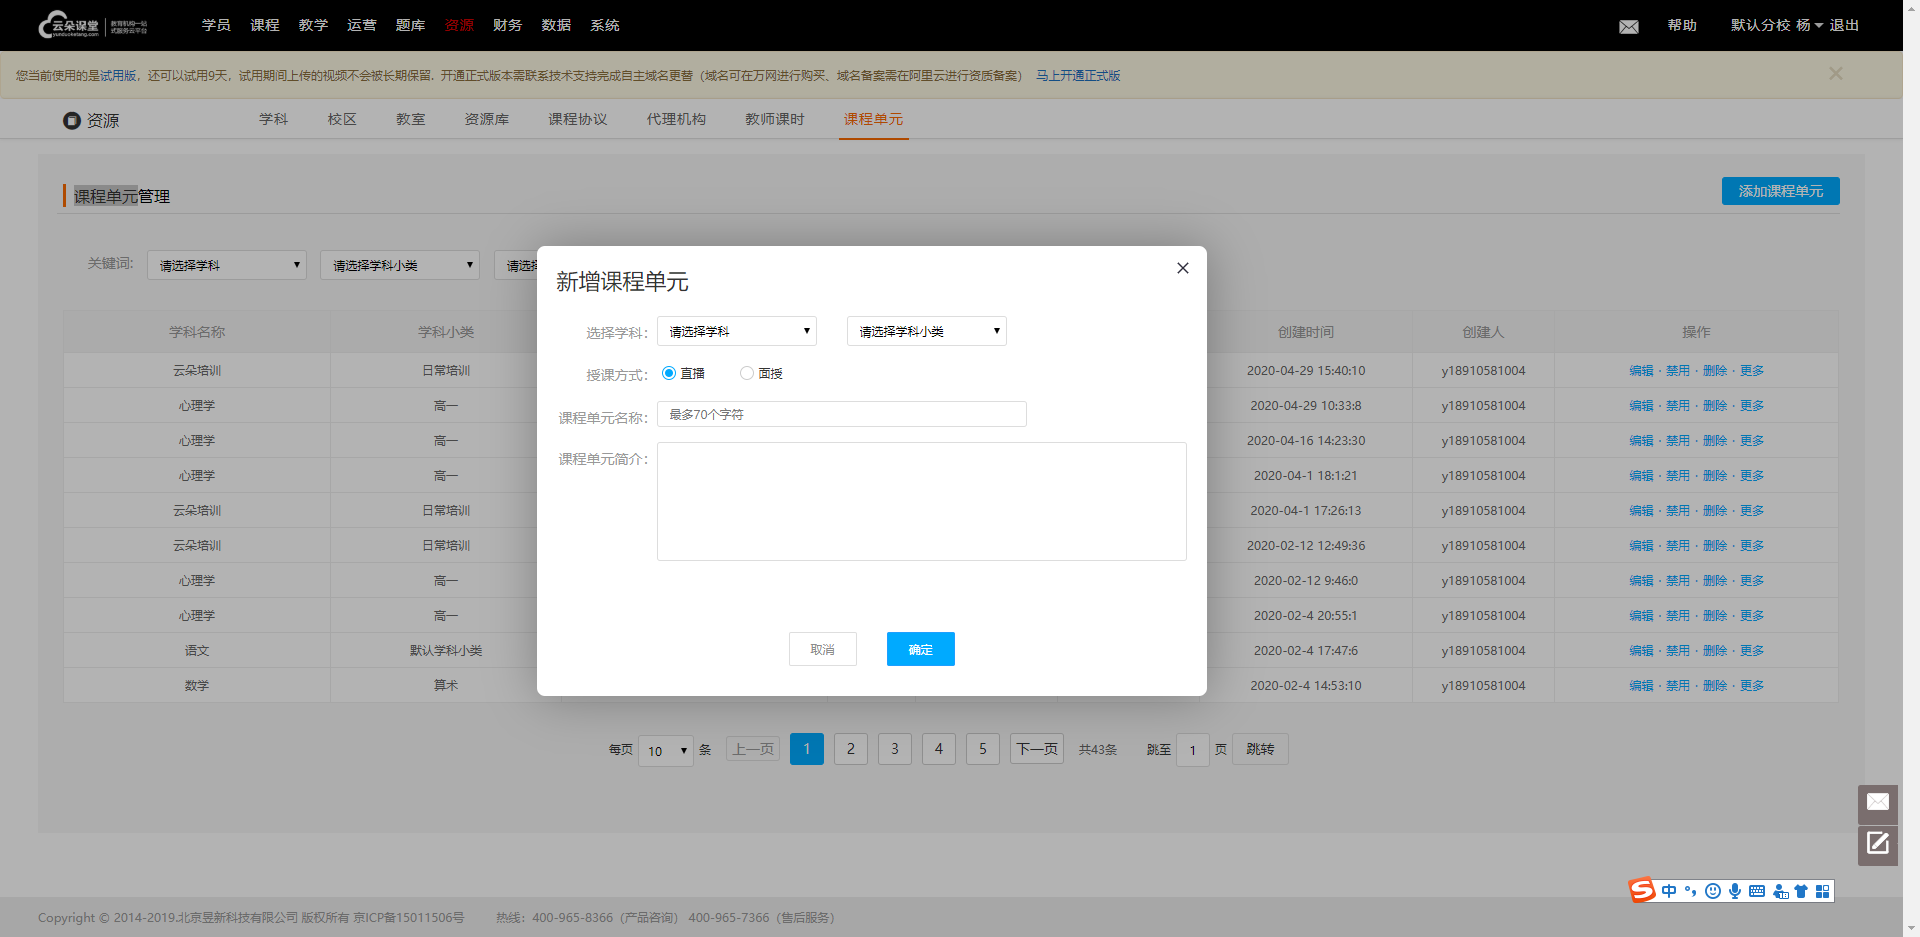 云朵课堂 教育机构一站式服务云平台
yunduoketang.com
学员 课程 教学 运营 题库 资源 财务 数据 系统 帮助 默认分校 杨 退出
您当前使用的是试用版，还可以试用9天，试用期间上传的视频不会被长期保留. 开通正式版本需联系技术支持完成自主域名更替（域名可在万网进行购买、域名备案需在阿里云进行资质备案） 马上开通正式版
资源 学科 校区 教室 资源库 课程协议 代理机构 教师课时 课程单元
课程单元管理 添加课程单元
关键词: 请选择学科 请选择学科小类 请选
新增课程单元
选择学科: 请选择学科 请选择学科小类
授课方式: 直播 面授
课程单元名称: 最多70个字符
课程单元简介:
取消 确定
学科名称 学科小类 创建时间 创建人 操作
云朵培训 日常培训 2020-04-29 15:40:10 y18910581004 编辑 · 禁用 · 删除 · 更多
心理学 高一 2020-04-29 10:33:8 y18910581004 编辑 · 禁用 · 删除 · 更多
心理学 高一 2020-04-16 14:23:30 y18910581004 编辑 · 禁用 · 删除 · 更多
心理学 高一 2020-04-1 18:1:21 y18910581004 编辑 · 禁用 · 删除 · 更多
云朵培训 日常培训 2020-04-1 17:26:13 y18910581004 编辑 · 禁用 · 删除 · 更多
云朵培训 日常培训 2020-02-12 12:49:36 y18910581004 编辑 · 禁用 · 删除 · 更多
心理学 高一 2020-02-12 9:46:0 y18910581004 编辑 · 禁用 · 删除 · 更多
心理学 高一 2020-02-4 20:55:1 y18910581004 编辑 · 禁用 · 删除 · 更多
语文 默认学科小类 2020-02-4 17:47:6 y18910581004 编辑 · 禁用 · 删除 · 更多
数学 算术 2020-02-4 14:53:10 y18910581004 编辑 · 禁用 · 删除 · 更多
每页 10 条 上一页 1 2 3 4 5 下一页 共43条 跳至 1 页 跳转
中
Copyright © 2014-2019.北京昱新科技有限公司 版权所有 京ICP备15011506号 热线：400-965-8366（产品咨询） 400-965-7366（售后服务）